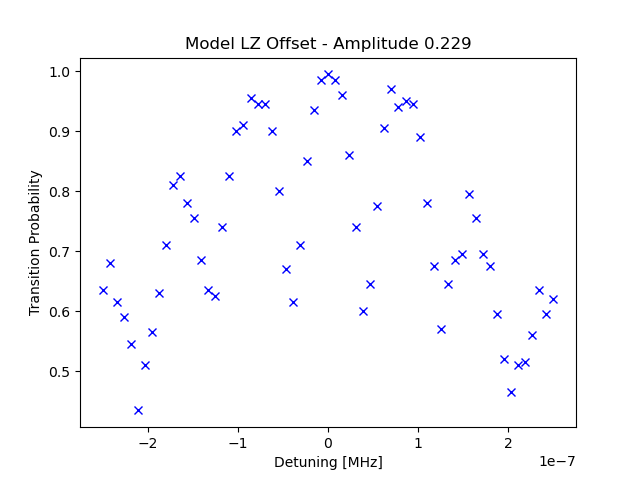 Model LZ Offset - Amplitude 0.229
1.0
0.9
0.8
0.7
0.6
0.5
Transition Probability
−2
−1
0
1
2
1e−7
Detuning [MHz]